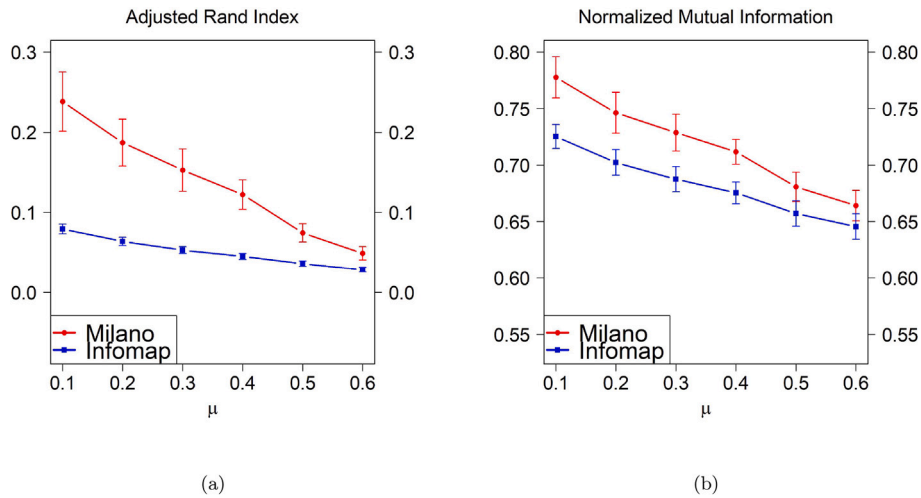 Adjusted Rand Index
0.3
0.2
0.1
0.0
0.3
0.2
0.1
0.0
Milano
Infomap
0.1 0.2 0.3 0.4 0.5 0.6
μ
(a)
Normalized Mutual Information
0.80
0.75
0.70
0.65
0.60
0.55
0.80
0.75
0.70
0.65
0.60
0.55
Milano
Infomap
0.1 0.2 0.3 0.4 0.5 0.6
μ
(b)